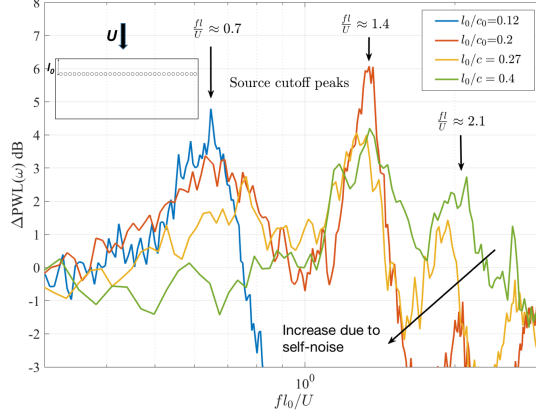 U
l₀
fl/U ≈ 0.7
fl/U ≈ 1.4
fl/U ≈ 2.1
Source cutoff peaks
l₀/c₀=0.12
l₀/c₀=0.2
l₀/c = 0.27
l₀/c = 0.4
Increase due to
self-noise
ΔPWL(ω) dB
8
7
6
5
4
3
2
1
0
-1
-2
-3
10⁰
fl₀/U